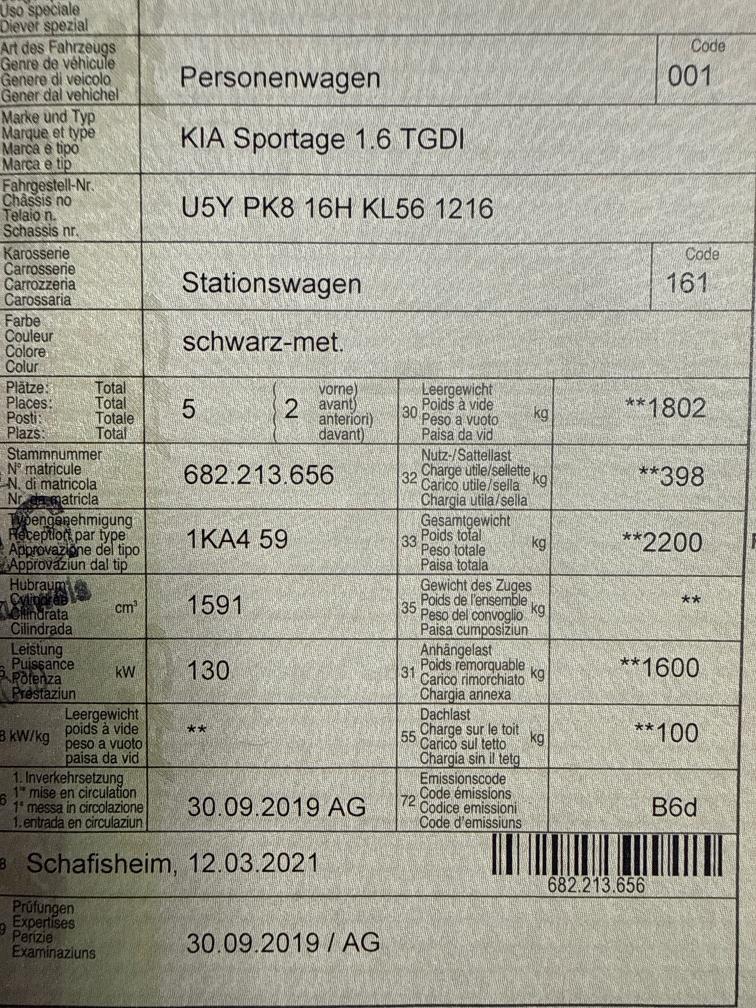 Uso speciale
Diever spezial
Art des Fahrzeugs
Genre de véhicule
Genere di veicolo
Gener dal vehichel
Personenwagen
Code
001
Marke und Typ
Marque et type
Marca e tipo
Marca e tip
KIA Sportage 1.6 TGDI
Fahrgestell-Nr.
Châssis no
Telaio n.
Schassis nr.
U5Y PK8 16H KL56 1216
Karosserie
Carrosserie
Carrozzeria
Carossaria
Stationswagen
Code
161
Farbe
Couleur
Colore
Colur
schwarz-met.
Plätze: Total
Places: Total
Posti: Totale
Plazs: Total
5
( 2 vorne)
avant)
anteriori)
( davant)
30 Leergewicht
Poids à vide
Peso a vuoto
Paisa da vid
kg
**1802
Stammnummer
N° matricule
N. di matricola
Nr. da matricla
682.213.656
32 Nutz-/Sattellast
Charge utile/sellette
Carico utile/sella
Chargia utila/sella
kg
**398
Typengenehmigung
Réception par type
Approvazione del tipo
Approvaziun dal tip
1KA4 59
33 Gesamtgewicht
Poids total
Peso totale
Paisa totala
kg
**2200
Hubraum
Cylindrée
Cilindrata
Cilindrada
cm³
1591
35 Gewicht des Zuges
Poids de l'ensemble
Peso del convoglio
Paisa cumposiziun
kg
**
Leistung
Puissance
Potenza
Prestaziun
kW
130
31 Anhängelast
Poids remorquable
Carico rimorchiato
Chargia annexa
kg
**1600
kW/kg
Leergewicht
poids à vide
peso a vuoto
paisa da vid
**
55 Dachlast
Charge sur le toit
Carico sul tetto
Chargia sin il tetg
kg
**100
1. Inverkehrsetzung
1re mise en circulation
1a messa in circolazione
1. entrada en circulaziun
30.09.2019 AG
72 Emissionscode
Code émissions
Codice emissioni
Code d'emissiuns
B6d
Schafisheim, 12.03.2021
682.213.656
Prüfungen
Expertises
Perizie
Examinaziuns
30.09.2019 / AG